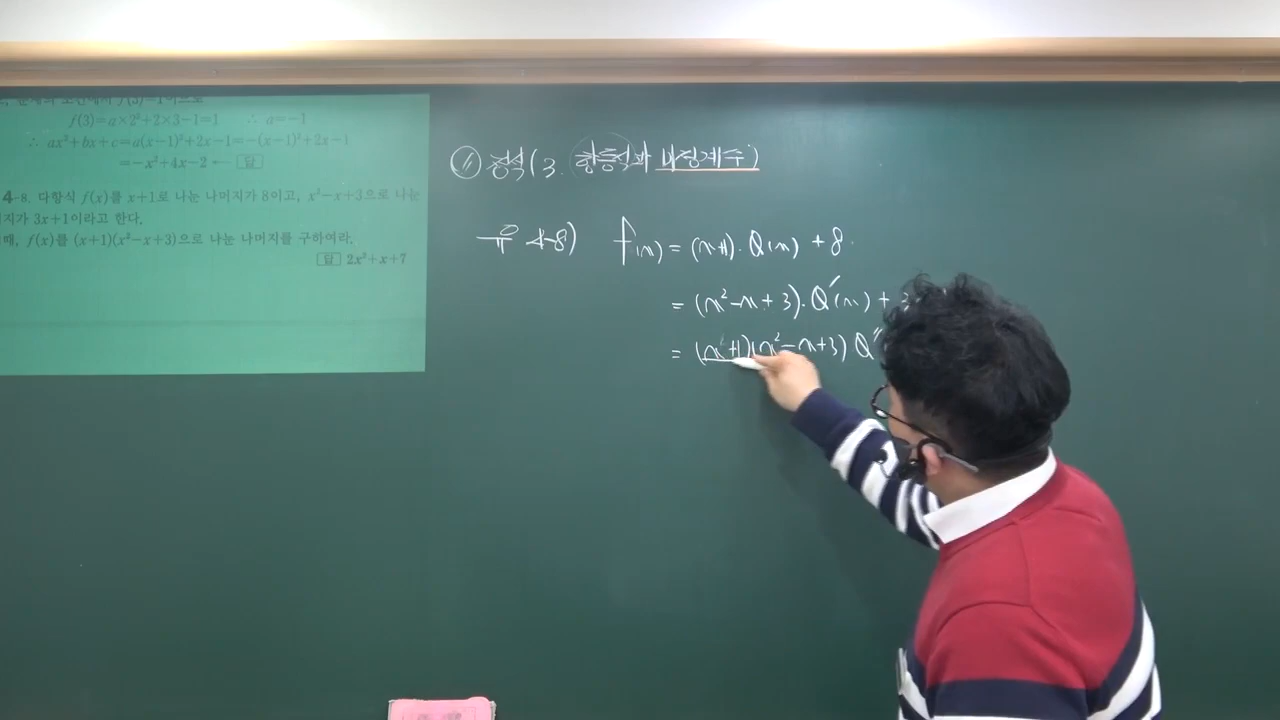 f(3)=a×2²+2×3-1=1 ∴ a=-1
∴ ax²+bx+c=a(x-1)²+2x-1=-(x-1)²+2x-1
=-x²+4x-2 ← 답
4-8. 다항식 f(x)를 x+1로 나눈 나머지가 8이고, x²-x+3으로 나눈
지가 3x+1이라고 한다.
때, f(x)를 (x+1)(x²-x+3)으로 나눈 나머지를 구하여라.
답 2x²+x+7
정석(3. 항등식과 미정계수)
유 4-8) f(x) = (x+1)·Q(x) + 8
= (x²-x+3)·Q′(x) + 3
= (x+1)(x²-x+3) Q″